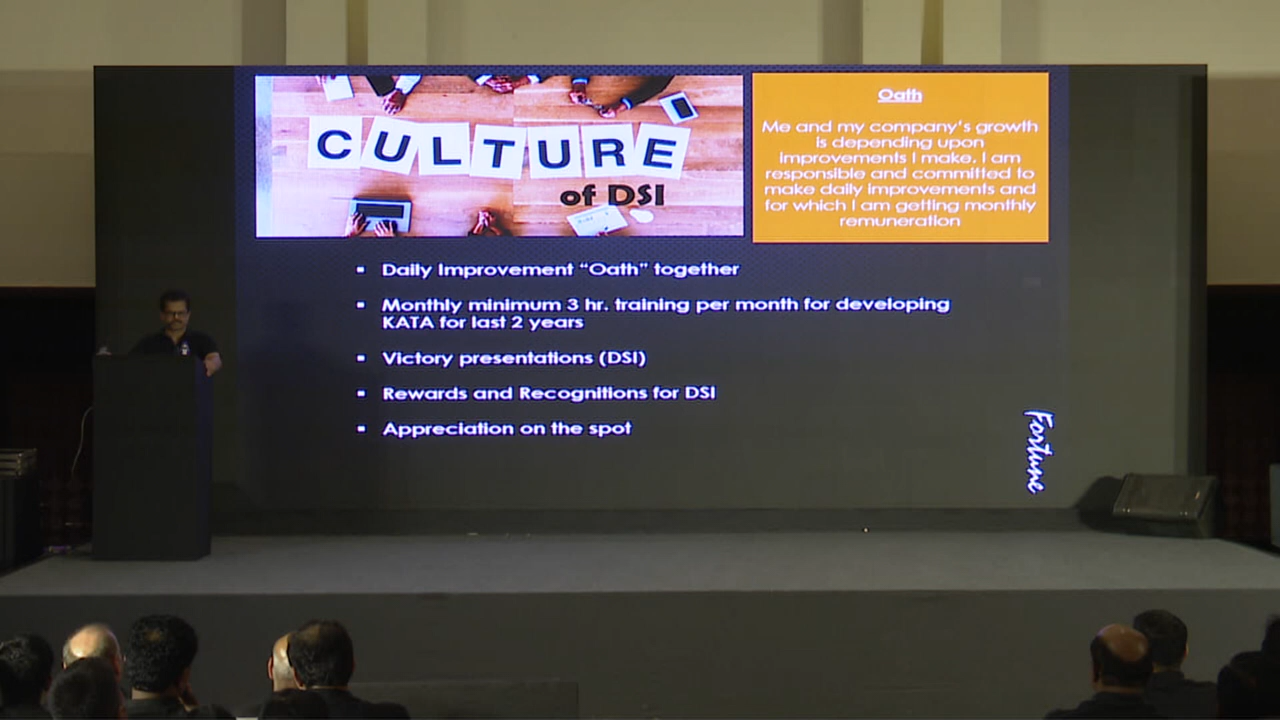 CULTURE
of DSI
Oath
Me and my company's growth
is depending upon
improvements I make. I am
responsible and committed to
make daily improvements and
for which I am getting monthly
remuneration
▪ Daily Improvement “Oath” together
▪ Monthly minimum 3 hr. training per month for developing
KATA for last 2 years
▪ Victory presentations (DSI)
▪ Rewards and Recognitions for DSI
▪ Appreciation on the spot
Fortune